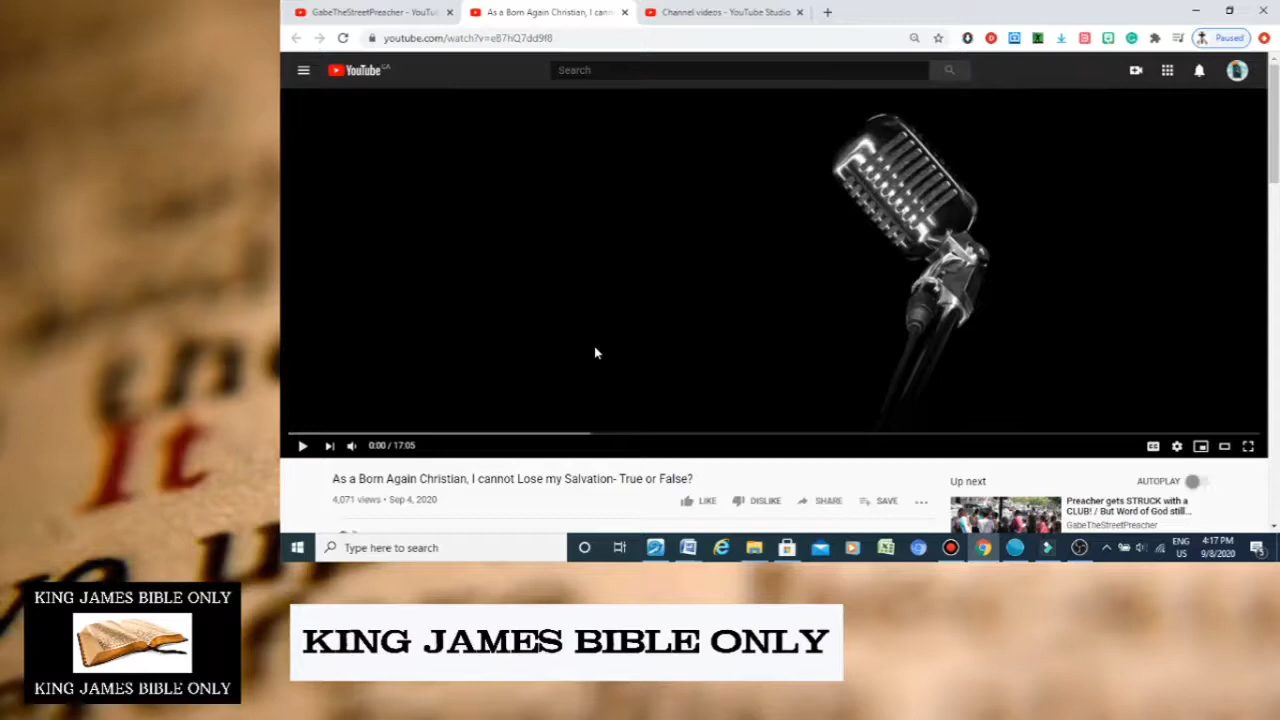 GabeTheStreetPreacher - YouTu
As a Born Again Christian, I cann
Channel videos - YouTube Studio
youtube.com/watch?v=e87hQ7dd9f8
Paused
YouTube CA
Search
0:00 / 17:05
As a Born Again Christian, I cannot Lose my Salvation- True or False?
4,071 views • Sep 4, 2020
LIKE DISLIKE SHARE SAVE
Up next
AUTOPLAY
Preacher gets STRUCK with a
CLUB! / But Word of God still...
GabeTheStreetPreacher
Type here to search
ENG
US
4:17 PM
9/8/2020
the
It
KING JAMES BIBLE ONLY
KING JAMES BIBLE ONLY
KING JAMES BIBLE ONLY